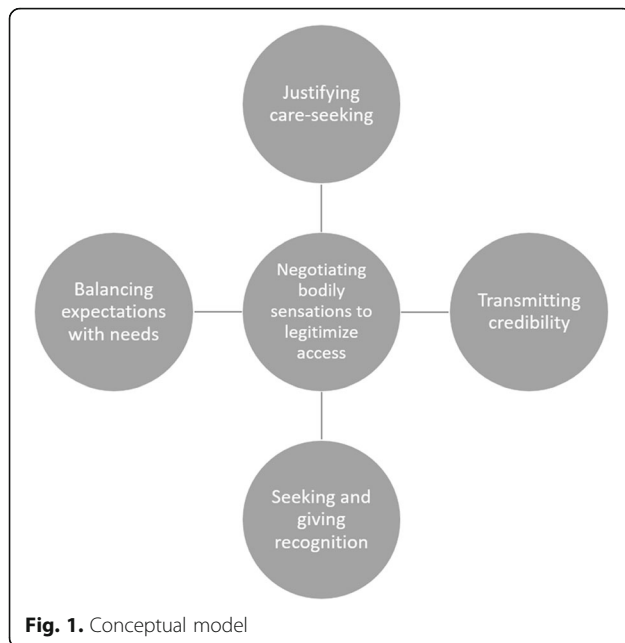 Justifying
care-seeking
Balancing
expectations
with needs
Negotiating
bodily
sensations to
legitimize
access
Transmitting
credibility
Seeking and
giving
recognition
Fig. 1. Conceptual model